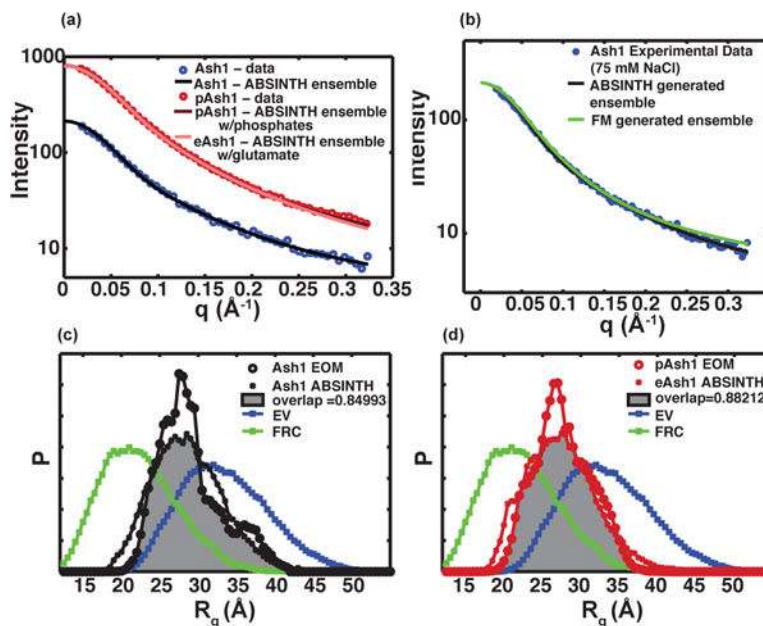 (a)
1000
100
10
Intensity
Ash1 – data
Ash1 – ABSINTH ensemble
pAsh1 – data
pAsh1 – ABSINTH ensemble
w/phosphates
eAsh1 – ABSINTH ensemble
w/glutamate
0 0.05 0.1 0.15 0.2 0.25 0.3 0.35
q (Å-1)
(b)
100
10
Intensity
Ash1 Experimental Data
(75 mM NaCl)
ABSINTH generated
ensemble
FM generated ensemble
0 0.05 0.1 0.15 0.2 0.25 0.3
q (Å-1)
(c)
P
Ash1 EOM
Ash1 ABSINTH
overlap =0.84993
EV
FRC
15 20 25 30 35 40 45 50
Rg (Å)
(d)
P
pAsh1 EOM
eAsh1 ABSINTH
overlap=0.88212
EV
FRC
15 20 25 30 35 40 45 50
Rg (Å)